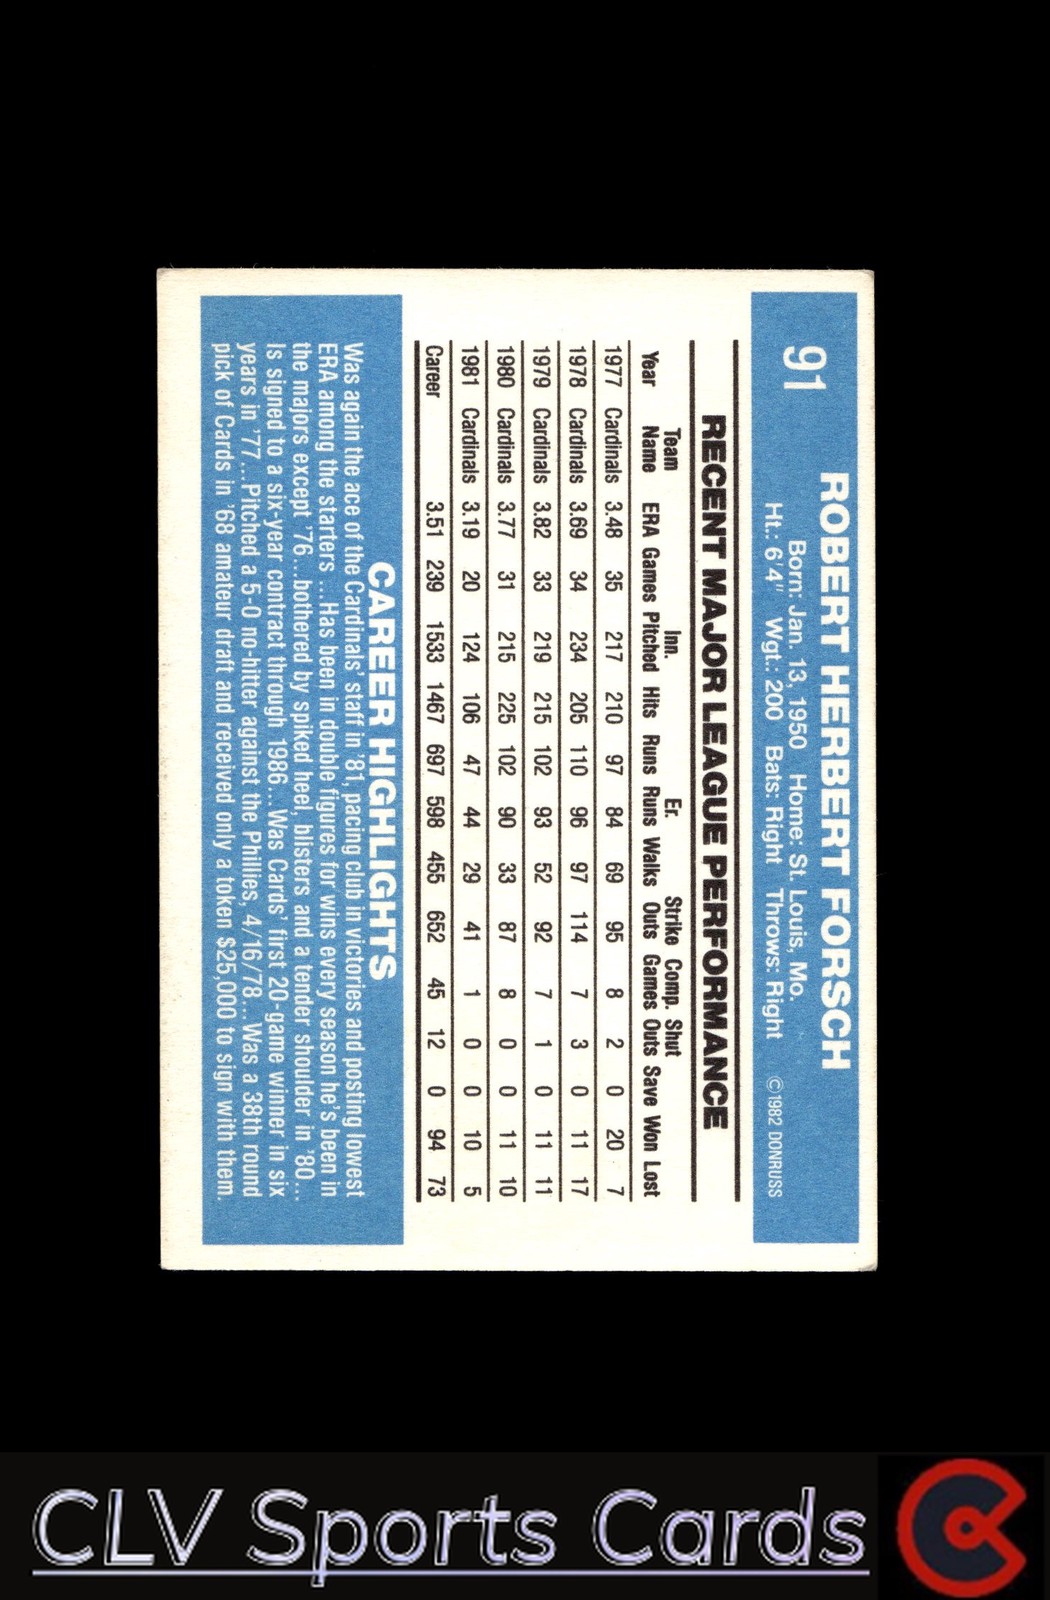 91
ROBERT HERBERT FORSCH
Born: Jan. 13, 1950 Home: St. Louis, Mo.
Ht.: 6'4" Wgt.: 200 Bats: Right Throws: Right
©1982 DONRUSS
RECENT MAJOR LEAGUE PERFORMANCE
Team Inn. Er. Strike Comp. Shut
Year Name ERA Games Pitched Hits Runs Runs Walks Outs Games Outs Save Won Lost
1977 Cardinals 3.48 35 217 210 97 84 69 95 8 2 0 20 7
1978 Cardinals 3.69 34 234 205 110 96 97 114 7 3 0 11 17
1979 Cardinals 3.82 33 219 215 102 93 52 92 7 1 0 11 11
1980 Cardinals 3.77 31 215 225 102 90 33 87 8 0 0 11 10
1981 Cardinals 3.19 20 124 106 47 44 29 41 1 0 0 10 5
Career 3.51 239 1533 1467 697 598 455 652 45 12 0 94 73
CAREER HIGHLIGHTS
Was again the ace of the Cardinals' staff in '81, pacing club in victories and posting lowest
ERA among the starters ...Has been in double figures for wins every season he's been in
the majors except '76...bothered by spiked heel, blisters and a tender shoulder in '80...
Is signed to a six-year contract through 1986...Was Cards' first 20-game winner in six
years in '77...Pitched a 5-0 no-hitter against the Phillies, 4/16/78...Was a 38th round
pick of Cards in '68 amateur draft and received only a token $25,000 to sign with them.
CLV Sports Cards